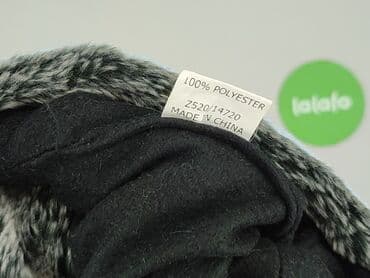 100% POLYESTER
Z520/14720
MADE IN CHINA
lalafo